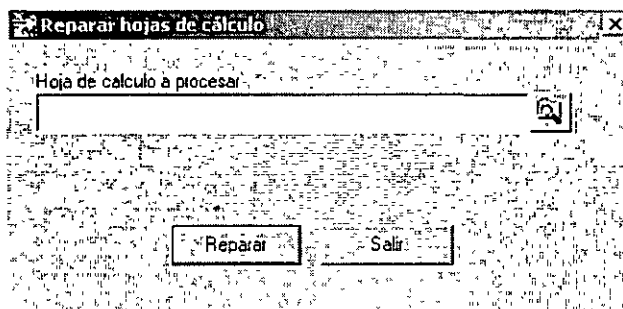 Reparar hojas de cálculo
Hoja de calculo a procesar
Reparar
Salir